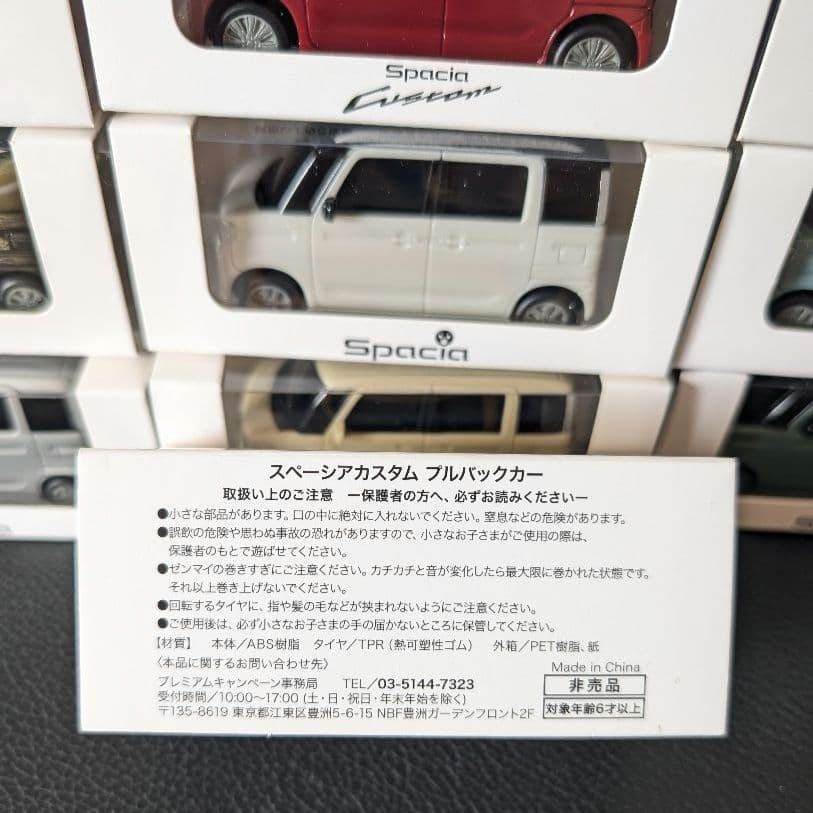 Spacia
Custom
Spacia
スペーシアカスタム プルバックカー
取扱い上のご注意 ー保護者の方へ、必ずお読みくださいー
●小さな部品があります。口の中に絶対に入れないでください。窒息などの危険があります。
●誤飲の危険や思わぬ事故の恐れがありますので、小さなお子さまがご使用の際は、
保護者のもとで遊ばせてください。
●ゼンマイの巻きすぎにご注意ください。カチカチと音が変化したら最大限に巻かれた状態です。
それ以上巻き上げないでください。
●回転するタイヤに、指や髪の毛などが挟まれないようにご注意ください。
●ご使用後は、必ず小さなお子さまの手の届かないところに保管してください。
【材質】 本体／ABS樹脂 タイヤ／TPR（熱可塑性ゴム） 外箱／PET樹脂、紙
〈本品に関するお問い合わせ先〉
Made in China
プレミアムキャンペーン事務局 TEL／03-5144-7323
非売品
受付時間／10:00〜17:00（土・日・祝日・年末年始を除く）
〒135-8619 東京都江東区豊洲5-6-15 NBF豊洲ガーデンフロント2F
対象年齢6才以上